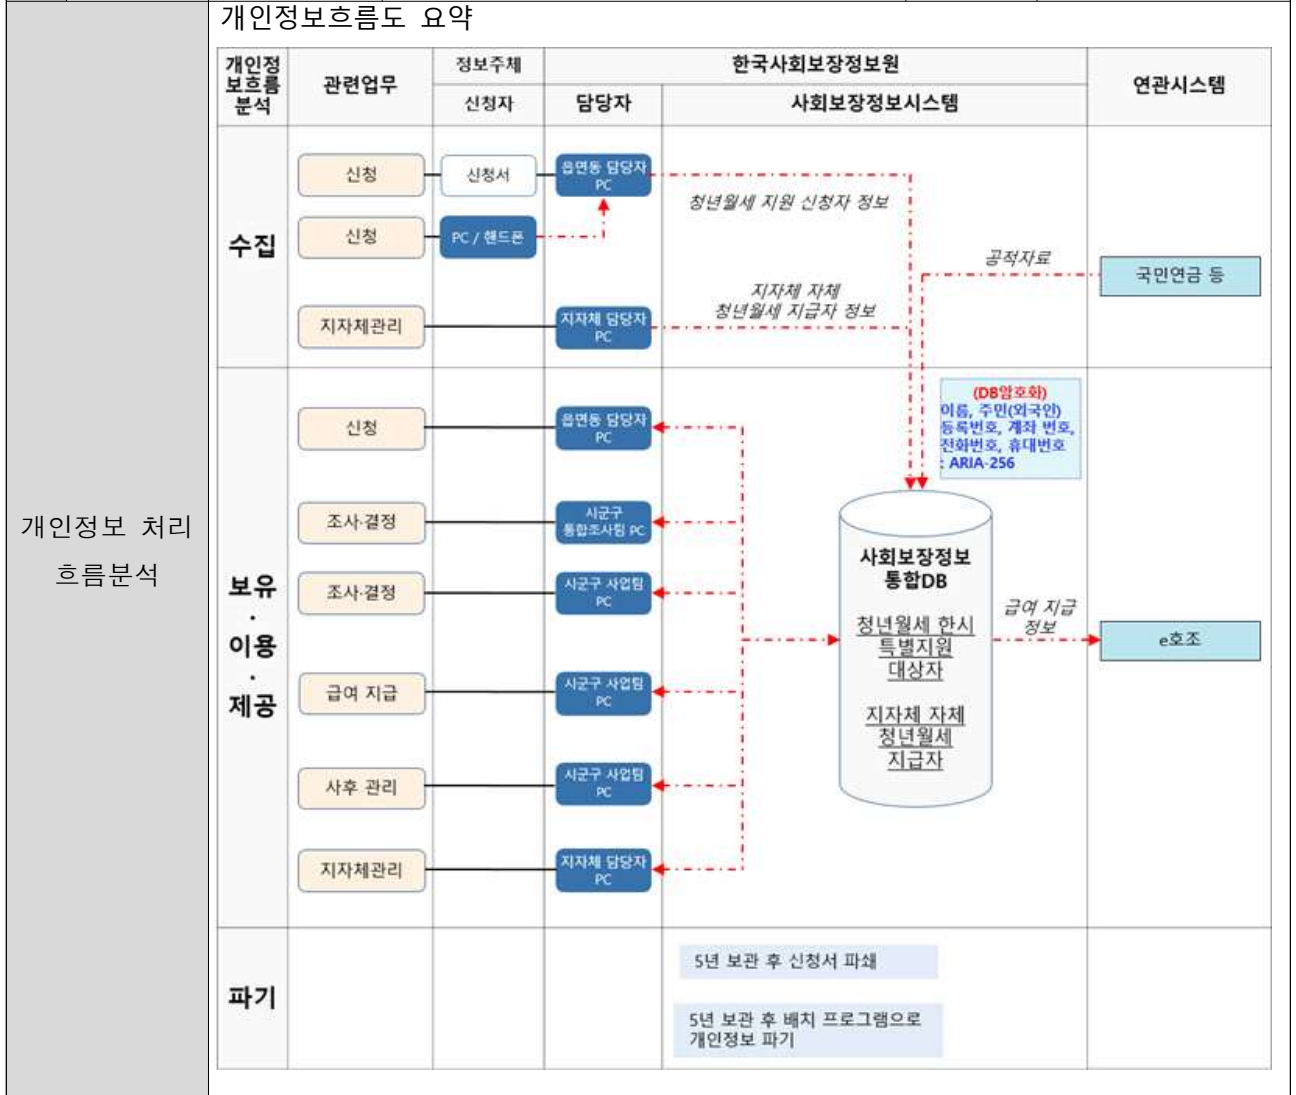 개인정보흐름도 요약
개인정
보흐름
분석
관련업무
정보주체
신청자
한국사회보장정보원
담당자
사회보장정보시스템
연관시스템
개인정보 처리
흐름분석
수집
신청
신청서
읍면동 담당자
PC
청년월세 지원 신청자 정보
신청
PC / 핸드폰
공적자료
국민연금 등
지자체 자체
청년월세 지급자 정보
지자체관리
지자체 담당자
PC
보유
·
이용
·
제공
(DB암호화)
이름, 주민(외국인)
등록번호, 계좌 번호,
전화번호, 휴대번호
: ARIA-256
신청
읍면동 담당자
PC
조사·결정
시군구
통합조사팀 PC
조사·결정
시군구 사업팀
PC
사회보장정보
통합DB
청년월세 한시
특별지원
대상자
지자체 자체
청년월세
지급자
급여 지급
정보
e호조
급여 지급
시군구 사업팀
PC
사후 관리
시군구 사업팀
PC
지자체관리
지자체 담당자
PC
파기
5년 보관 후 신청서 파쇄
5년 보관 후 배치 프로그램으로
개인정보 파기